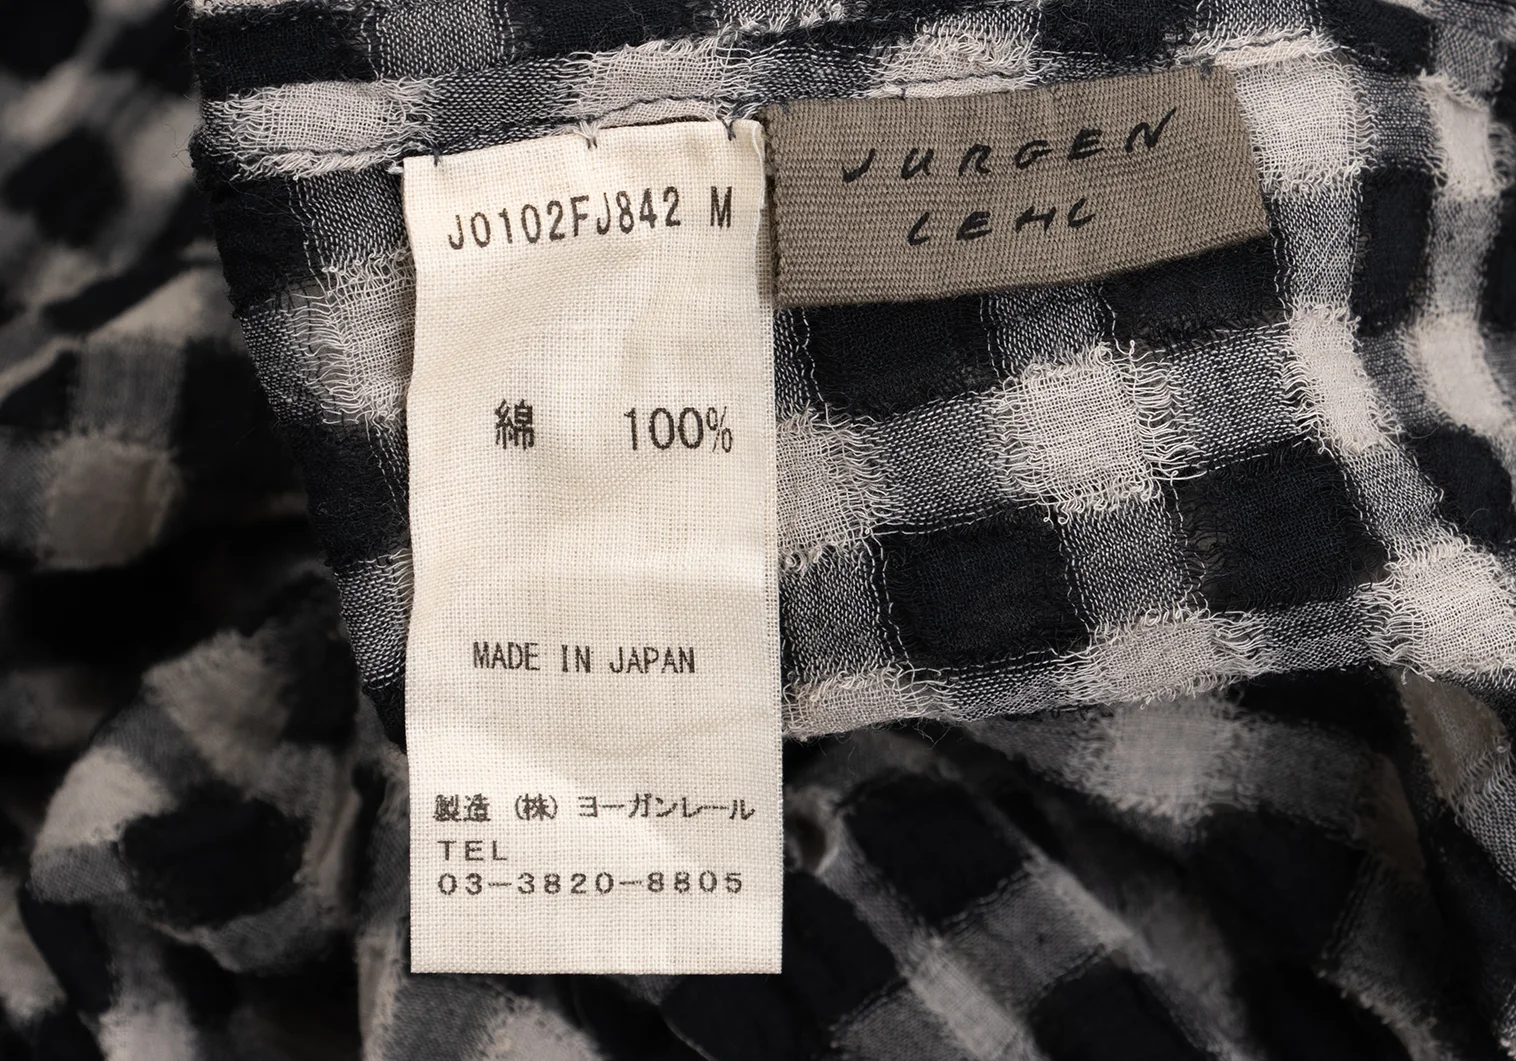 J0102FJ842 M
JURGEN
LEHL
綿 100%
MADE IN JAPAN
製造 (株) ヨーガンレール
TEL
03-3820-8805